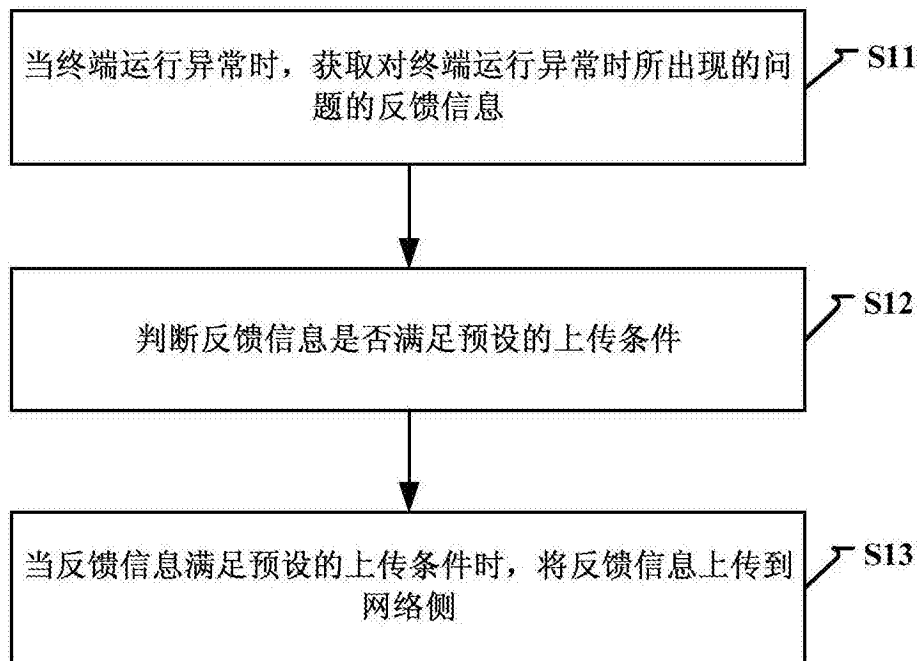 当终端运行异常时，获取对终端运行异常时所出现的问
题的反馈信息
S11
判断反馈信息是否满足预设的上传条件
S12
当反馈信息满足预设的上传条件时，将反馈信息上传到
网络侧
S13